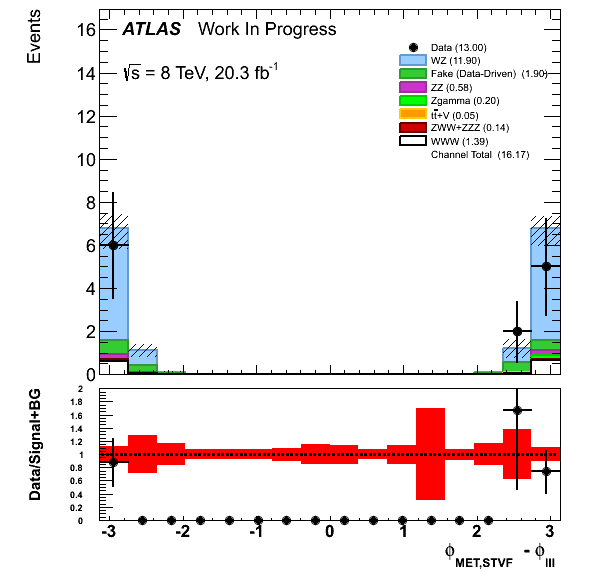 Events
16
14
12
10
8
6
4
2
0
ATLAS Work In Progress
√s = 8 TeV, 20.3 fb⁻¹
Data (13.00)
WZ (11.90)
Fake (Data-Driven) (1.90)
ZZ (0.58)
Zgamma (0.20)
tt̄+V (0.05)
ZWW+ZZZ (0.14)
WWW (1.39)
Channel Total (16.17)
Data/Signal+BG
2
1.8
1.6
1.4
1.2
1
0.8
0.6
0.4
0.2
0
-3 -2 -1 0 1 2 3
ϕMET,STVF - ϕlll